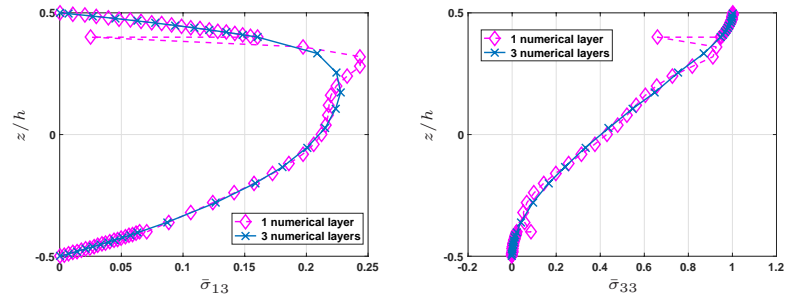 0.5
0
-0.5
z/h
0
0.05
0.1
0.15
0.2
0.25
σ̄13
1 numerical layer
3 numerical layers
0.5
0
-0.5
z/h
-0.2
0
0.2
0.4
0.6
0.8
1
1.2
σ̄33
1 numerical layer
3 numerical layers